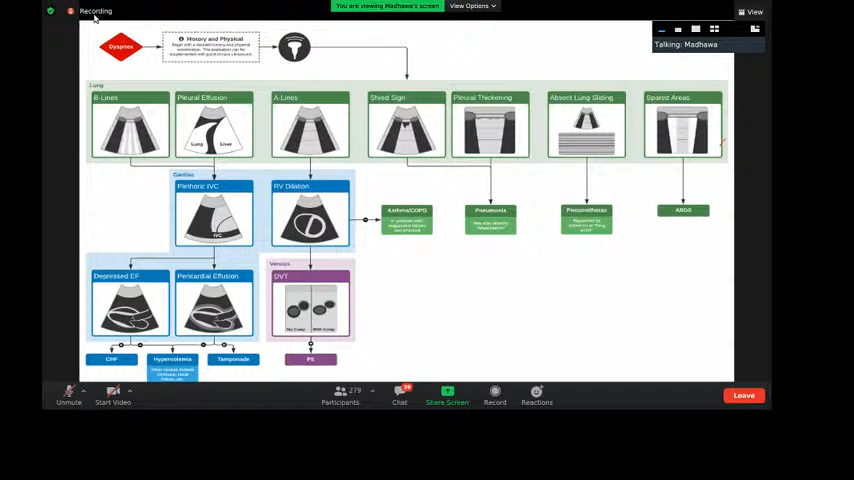 Recording
You are viewing Madhawa's screen
View Options
View
Talking: Madhawa
Dyspnea
History and Physical
Lung
B-Lines
Pleural Effusion
A-Lines
Shred Sign
Pleural Thickening
Absent Lung Sliding
Spared Areas
Lung
Liver
Cardiac
Plethoric IVC
RV Dilation
IVC
Asthma/COPD
Pneumonia
Pneumothorax
ARDS
Depressed EF
Pericardial Effusion
Venous
DVT
No Comp
With Comp
CHF
Hypervolemia
Tamponade
PE
Unmute
Start Video
279
Participants
39
Chat
Share Screen
Record
Reactions
Leave